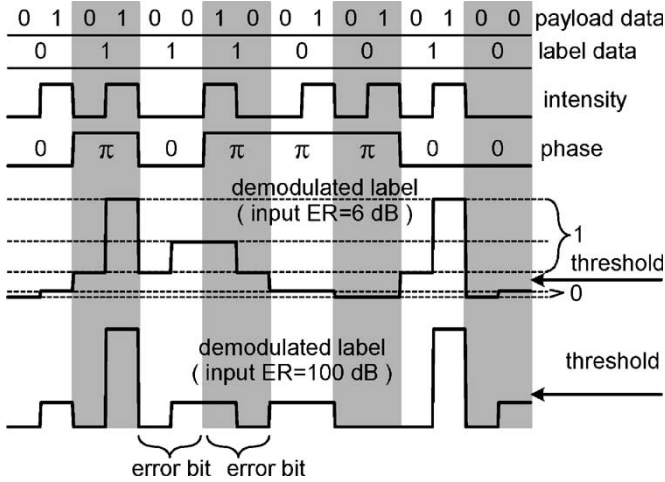 0 1 0 1 0 0 1 0 0 1 0 1 0 1 0 0 payload data
0 1 1 1 0 0 1 0 label data
intensity
0 π 0 π π π 0 0 phase
demodulated label
( input ER=6 dB )
1
threshold
0
demodulated label
( input ER=100 dB )
threshold
error bit error bit